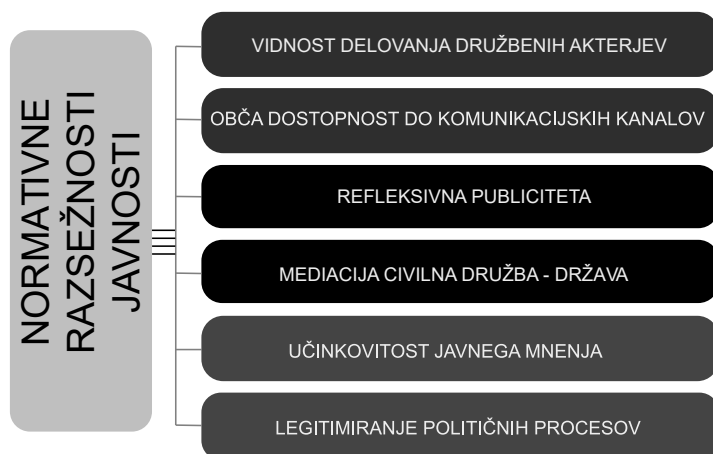 NORMATIVNE
RAZSEŽNOSTI
JAVNOSTI
VIDNOST DELOVANJA DRUŽBENIH AKTERJEV
OBČA DOSTOPNOST DO KOMUNIKACIJSKIH KANALOV
REFLEKSIVNA PUBLICITETA
MEDIACIJA CIVILNA DRUŽBA - DRŽAVA
UČINKOVITOST JAVNEGA MNENJA
LEGITIMIRANJE POLITIČNIH PROCESOV